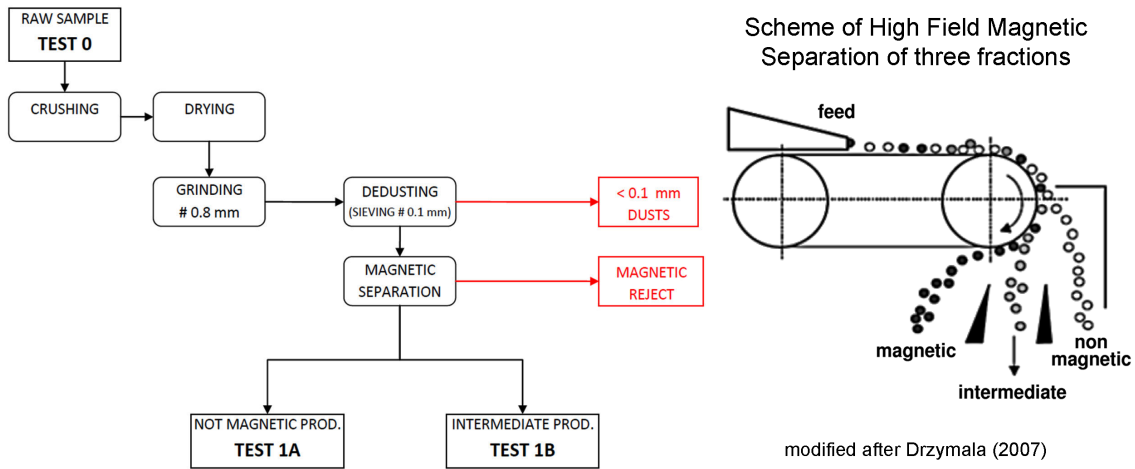 RAW SAMPLE
TEST 0
CRUSHING
DRYING
GRINDING
# 0.8 mm
DEDUSTING
(SIEVING # 0.1 mm)
< 0.1 mm
DUSTS
MAGNETIC
SEPARATION
MAGNETIC
REJECT
NOT MAGNETIC PROD.
TEST 1A
INTERMEDIATE PROD.
TEST 1B
Scheme of High Field Magnetic
Separation of three fractions
feed
magnetic
intermediate
non
magnetic
modified after Drzymala (2007)